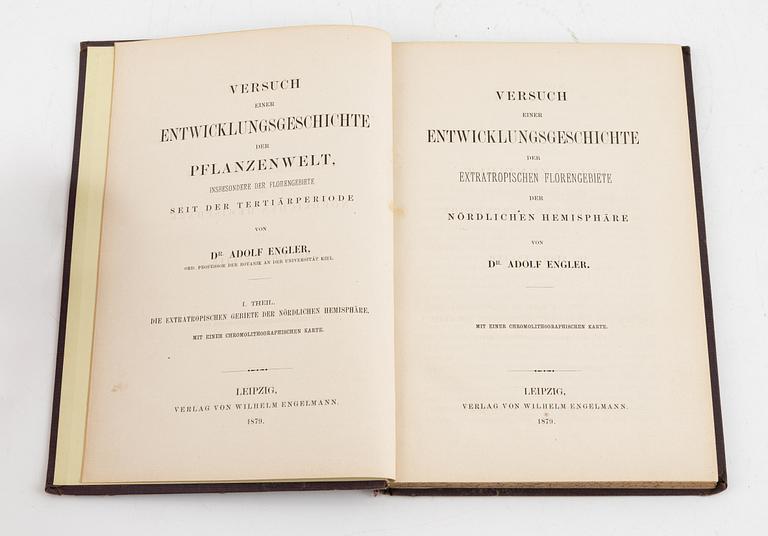 VERSUCH
EINER
ENTWICKLUNGSGESCHICHTE
DER
PFLANZENWELT,
INSBESONDERE DER FLORENGEBIETE
SEIT DER TERTIÄRPERIODE
VON
DR. ADOLF ENGLER,
ORD. PROFESSOR DER BOTANIK AN DER UNIVERSITÄT KIEL.
I. THEIL.
DIE EXTRATROPISCHEN GEBIETE DER NÖRDLICHEN HEMISPHÄRE.
MIT EINER CHROMOLITHOGRAPHISCHEN KARTE.
LEIPZIG,
VERLAG VON WILHELM ENGELMANN.
1879.
VERSUCH
EINER
ENTWICKLUNGSGESCHICHTE
DER
EXTRATROPISCHEN FLORENGEBIETE
DER
NÖRDLICHEN HEMISPHÄRE
VON
DR. ADOLF ENGLER.
MIT EINER CHROMOLITHOGRAPHISCHEN KARTE.
LEIPZIG,
VERLAG VON WILHELM ENGELMANN.
1879.